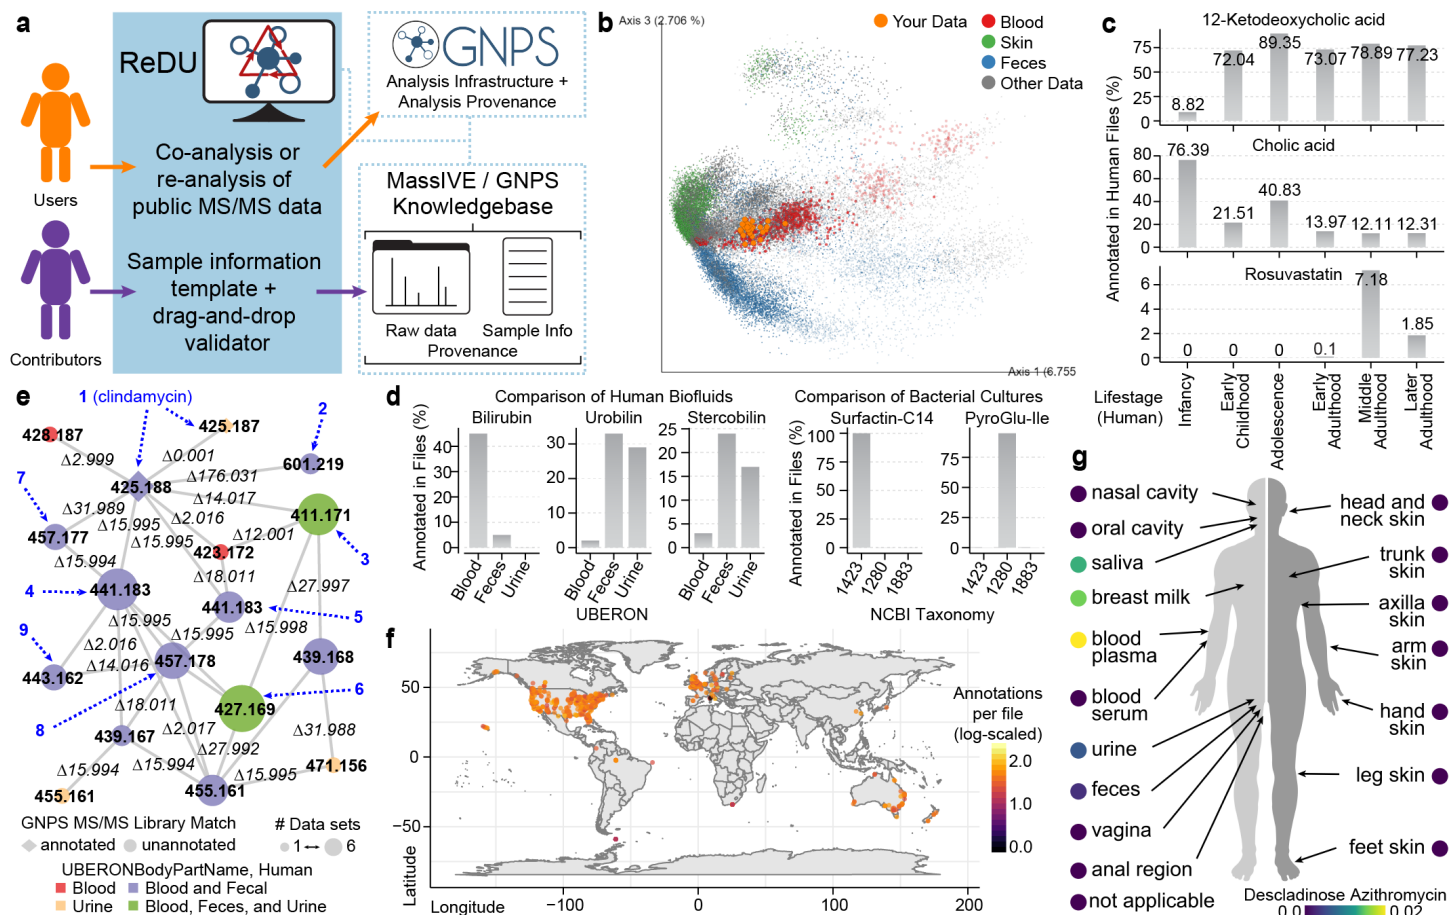 a
ReDU
GNPS
Analysis Infrastructure +
Analysis Provenance
Users
Co-analysis or
re-analysis of
public MS/MS data
MassIVE / GNPS
Knowledgebase
Contributors
Sample information
template +
drag-and-drop
validator
Raw data
Sample Info
Provenance
b
Axis 3 (2.706 %)
Your Data
Blood
Skin
Feces
Other Data
Axis 1 (6.755
c
12-Ketodeoxycholic acid
Annotated in Human Files (%)
75
50
25
0
8.82
72.04
89.35
73.07
78.89
77.23
Cholic acid
80
60
40
20
0
76.39
21.51
40.83
13.97
12.11
12.31
Rosuvastatin
6
4
2
0
0
0
0
0.1
7.18
1.85
Lifestage
(Human)
Infancy
Early
Childhood
Adolescence
Early
Adulthood
Middle
Adulthood
Later
Adulthood
d
Comparison of Human Biofluids
Annotated in Files (%)
Bilirubin
40
30
20
10
0
Blood
Feces
Urine
Urobilin
30
20
10
0
Blood
Feces
Urine
Stercobilin
25
20
15
10
5
0
Blood
Feces
Urine
UBERON
Comparison of Bacterial Cultures
Annotated in Files (%)
Surfactin-C14
100
75
50
25
0
1423
1280
1883
PyroGlu-Ile
75
50
25
0
1423
1280
1883
NCBI Taxonomy
e
1 (clindamycin)
2
428.187
425.187
Δ2.999
Δ0.001
601.219
Δ176.031
7
425.188
Δ14.017
Δ31.989
Δ2.016
411.171
Δ15.995
457.177
Δ15.995
Δ12.001
423.172
3
Δ15.994
Δ18.011
Δ27.997
4
441.183
441.183
5
Δ15.995
Δ15.995
Δ15.998
9
Δ2.016
Δ14.016
457.178
439.168
443.162
6
Δ18.011
427.169
8
439.167
Δ2.017
Δ31.988
Δ27.992
Δ15.994
Δ15.994
Δ15.995
471.156
455.161
455.161
GNPS MS/MS Library Match
annotated
unannotated
# Data sets
1
6
UBERONBodyPartName, Human
Blood
Blood and Fecal
Urine
Blood, Feces, and Urine
f
Latitude
50
0
−50
Longitude
−100
0
100
200
Annotations
per file
(log-scaled)
2.0
1.0
0.0
g
nasal cavity
oral cavity
saliva
breast milk
blood
plasma
blood
serum
urine
feces
vagina
anal region
not applicable
head and
neck skin
trunk
skin
axilla
skin
arm
skin
hand
skin
leg skin
feet skin
Descladinose Azithromycin
0.0
0.02